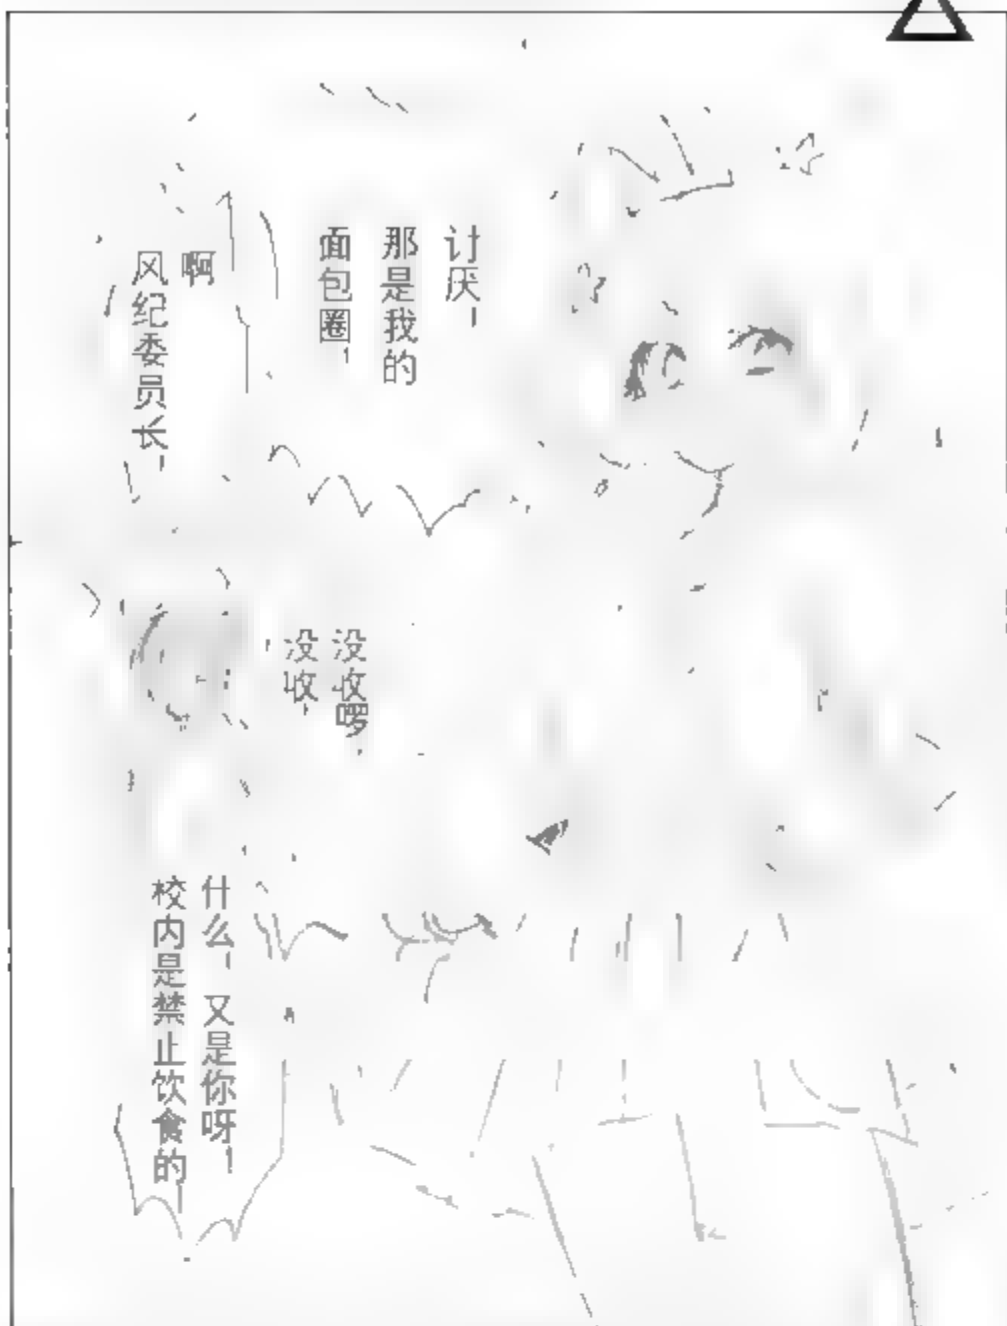 讨厌！
那是我的
面包圈！
啊
风纪委员长！
没收啰，
没收，
什么！又是你呀！
校内是禁止饮食的！